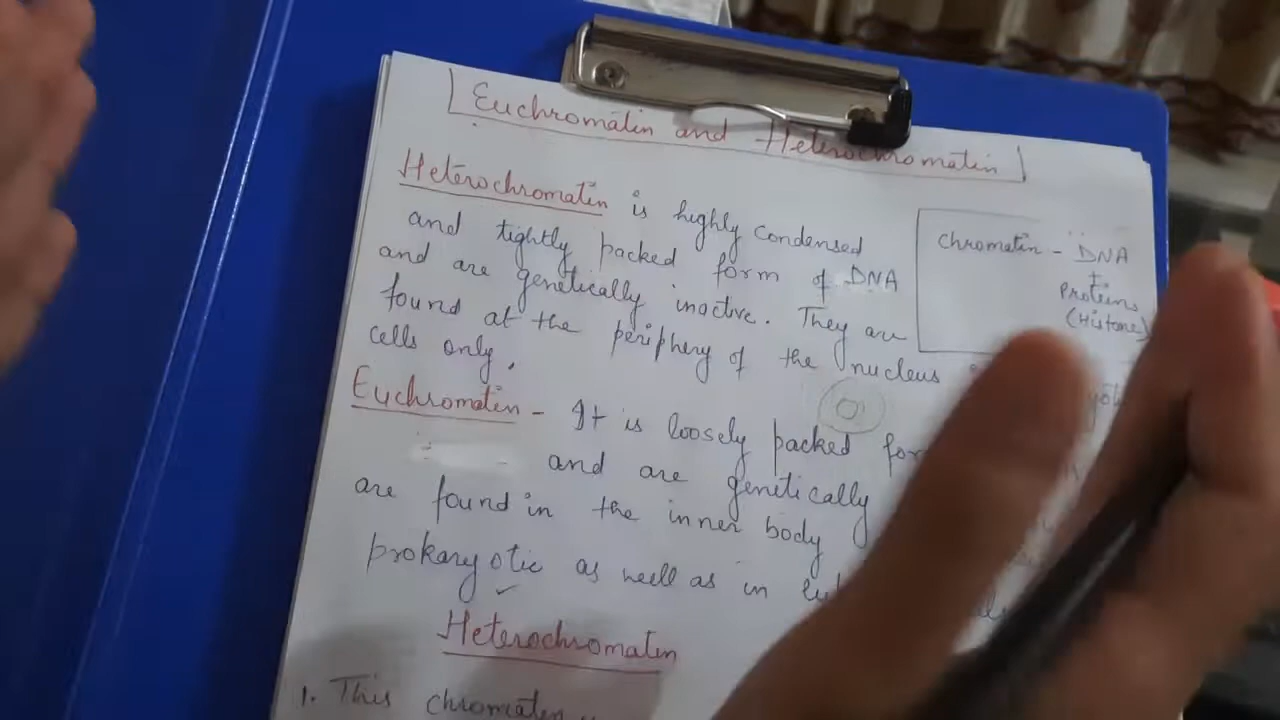 Euchromatin and Heterochromatin
Heterochromatin is highly condensed
and tightly packed form of DNA
and are genetically inactive. They are
found at the periphery of the nucleus
cells only.
Chromatin - DNA
+
Proteins
(Histone)
Euchromatin - It is loosely packed
and are genetically
are found in the inner body
prokaryotic as well as in
Heterochromatin
1. This chromatin